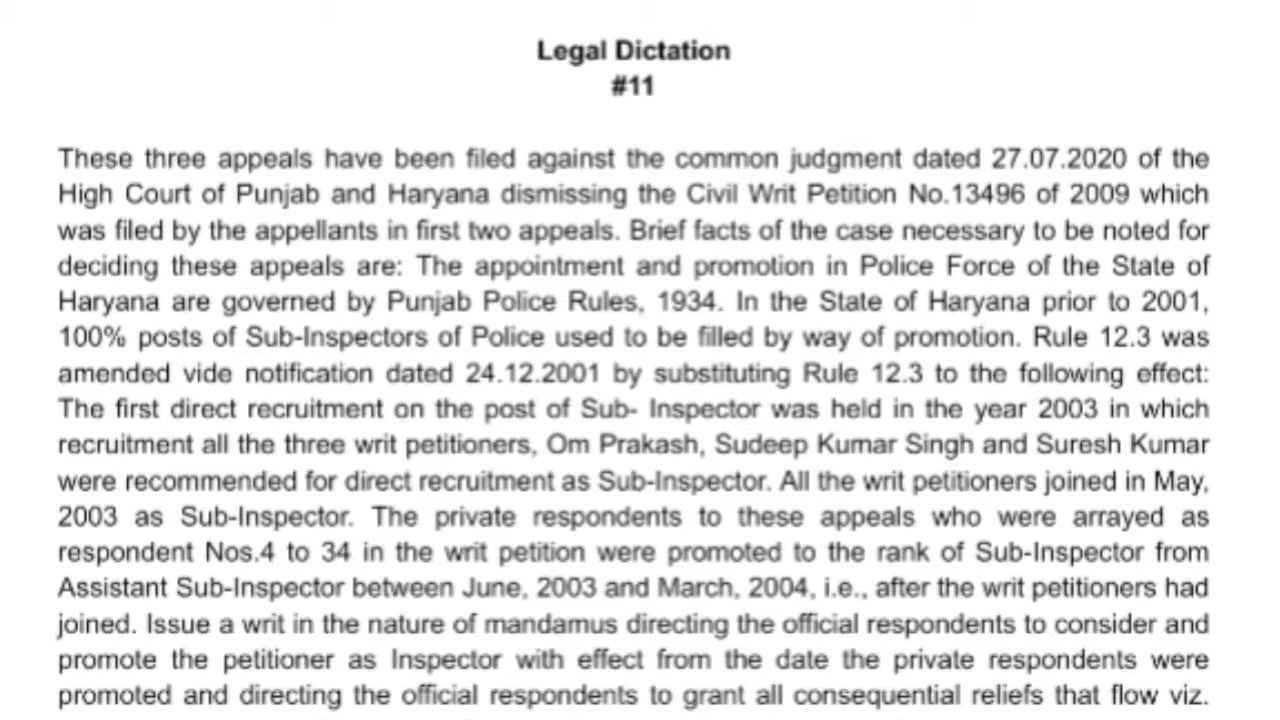 Legal Dictation
#11
These three appeals have been filed against the common judgment dated 27.07.2020 of the
High Court of Punjab and Haryana dismissing the Civil Writ Petition No.13496 of 2009 which
was filed by the appellants in first two appeals. Brief facts of the case necessary to be noted for
deciding these appeals are: The appointment and promotion in Police Force of the State of
Haryana are governed by Punjab Police Rules, 1934. In the State of Haryana prior to 2001,
100% posts of Sub-Inspectors of Police used to be filled by way of promotion. Rule 12.3 was
amended vide notification dated 24.12.2001 by substituting Rule 12.3 to the following effect:
The first direct recruitment on the post of Sub- Inspector was held in the year 2003 in which
recruitment all the three writ petitioners, Om Prakash, Sudeep Kumar Singh and Suresh Kumar
were recommended for direct recruitment as Sub-Inspector. All the writ petitioners joined in May,
2003 as Sub-Inspector. The private respondents to these appeals who were arrayed as
respondent Nos.4 to 34 in the writ petition were promoted to the rank of Sub-Inspector from
Assistant Sub-Inspector between June, 2003 and March, 2004, i.e., after the writ petitioners had
joined. Issue a writ in the nature of mandamus directing the official respondents to consider and
promote the petitioner as Inspector with effect from the date the private respondents were
promoted and directing the official respondents to grant all consequential reliefs that flow viz.